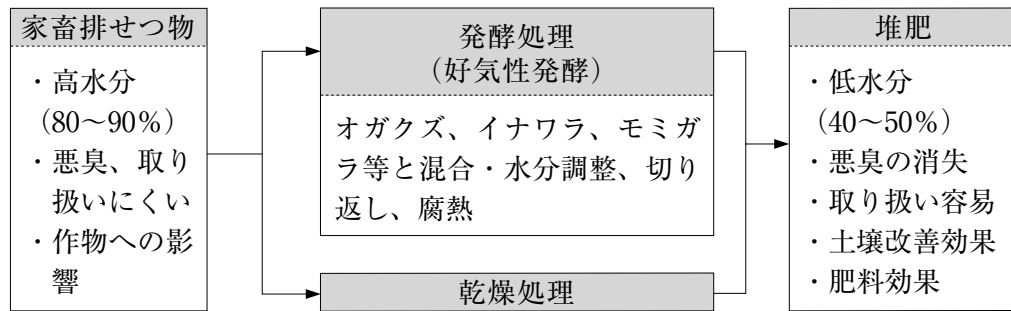 家畜排せつ物
・高水分
(80～90%)
・悪臭、取り
扱いにくい
・作物への影
響
発酵処理
（好気性発酵）
オガクズ、イナワラ、モミガ
ラ等と混合・水分調整、切り
返し、腐熱
乾燥処理
堆肥
・低水分
(40～50%)
・悪臭の消失
・取り扱い容易
・土壌改善効果
・肥料効果